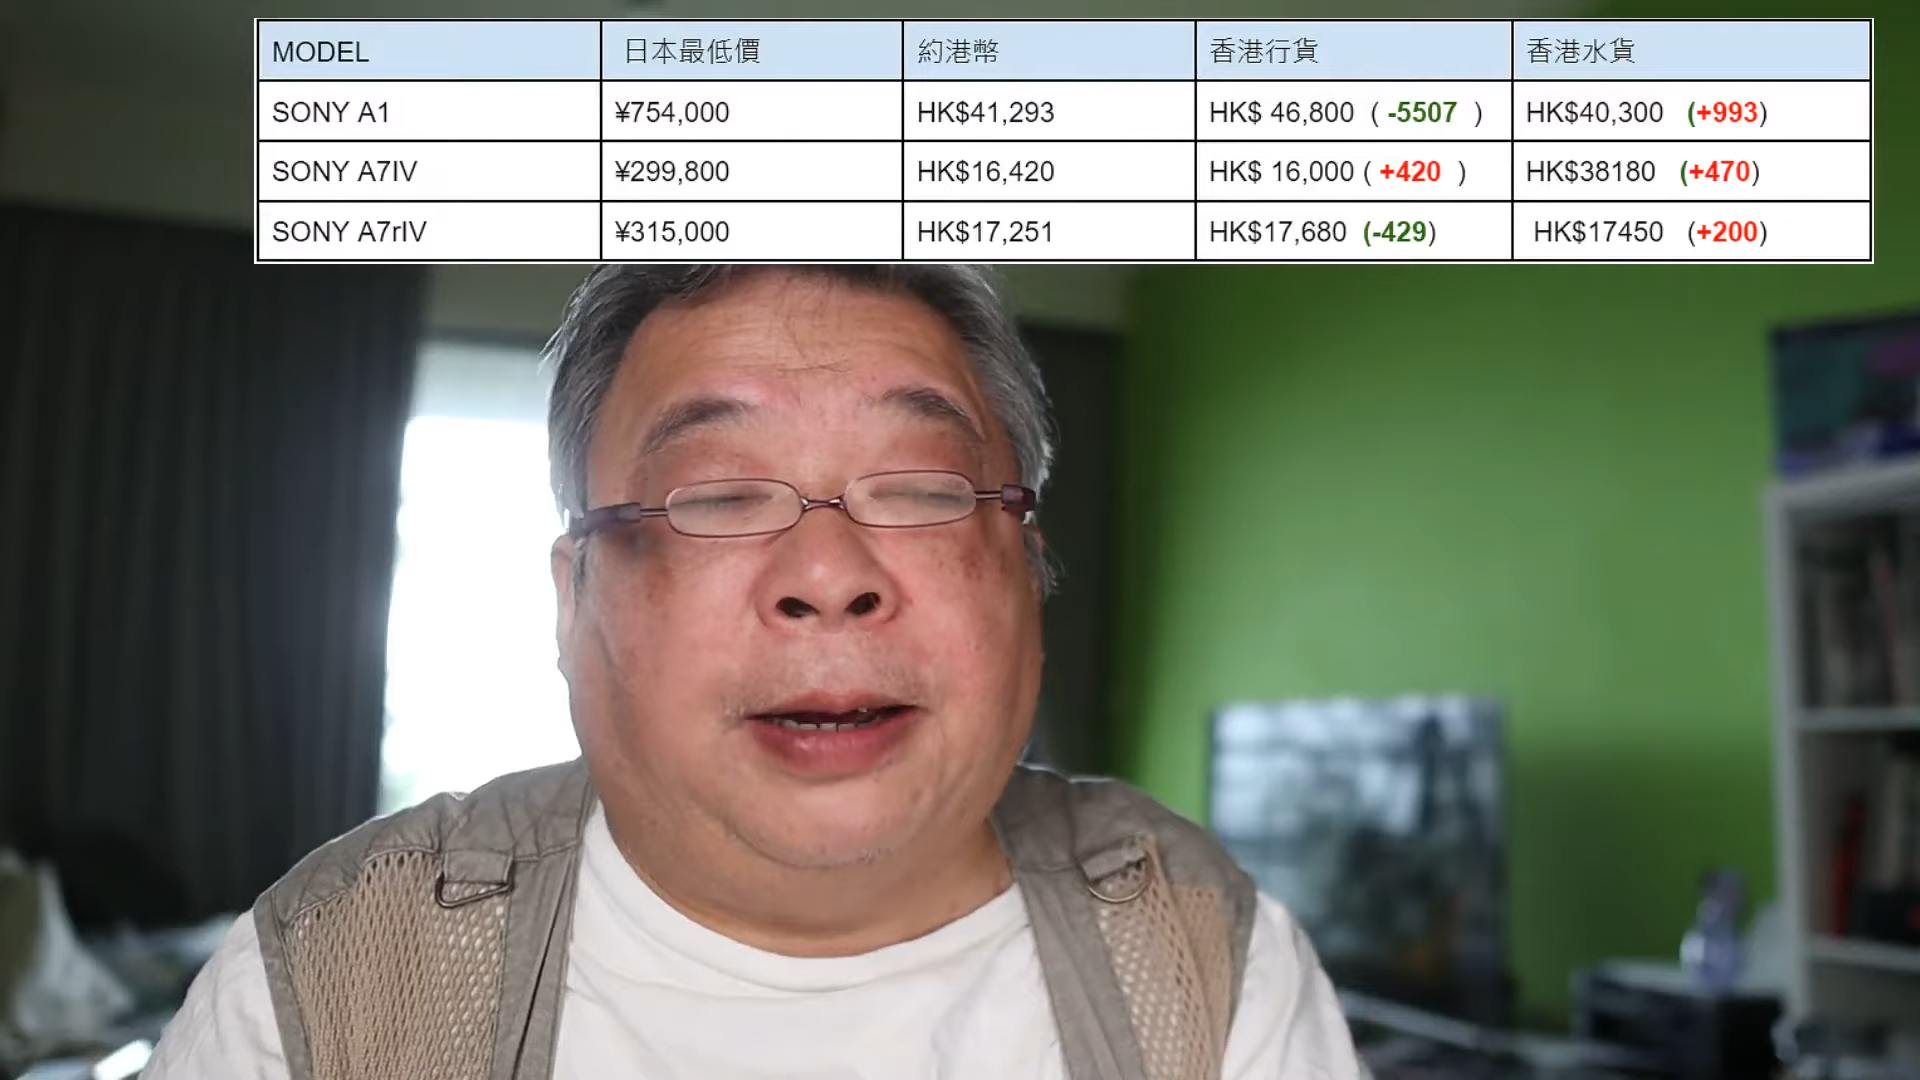 MODEL 日本最低價 約港幣 香港行貨 香港水貨
SONY A1 ¥754,000 HK$41,293 HK$ 46,800 ( -5507 ) HK$40,300 (+993)
SONY A7IV ¥299,800 HK$16,420 HK$ 16,000 ( +420 ) HK$38180 (+470)
SONY A7rIV ¥315,000 HK$17,251 HK$17,680 (-429) HK$17450 (+200)